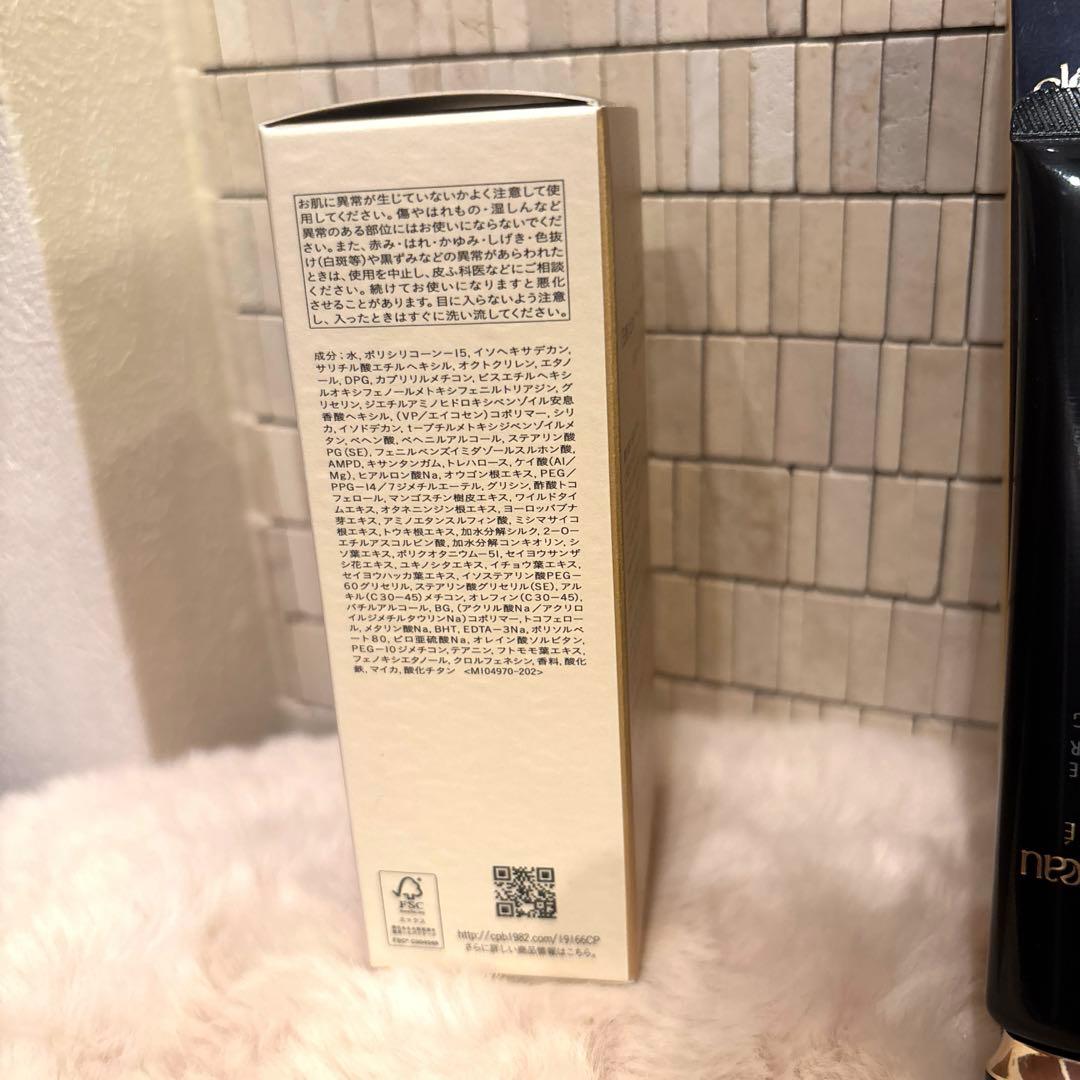 お肌に異常が生じていないかよく注意して使
用してください。傷やはれもの・湿しんなど
異常のある部位にはお使いにならないでくだ
さい。また、赤み・はれ・かゆみ・しげき・色抜
け(白斑等)や黒ずみなどの異常があらわれた
ときは、使用を中止し、皮ふ科医などにご相談
ください。続けてお使いになりますと悪化
させることがあります。目に入らないよう注意
し、入ったときはすぐに洗い流してください。
成分;水,ポリシリコーン-15,イソヘキサデカン,
サリチル酸エチルヘキシル,オクトクリレン,エタノ
ール,DPG,カプリリルメチコン,ビスエチルヘキシ
ルオキシフェノールメトキシフェニルトリアジン,グ
リセリン,ジエチルアミノヒドロキシベンゾイル安息
香酸ヘキシル,(VP/エイコセン)コポリマー,シリ
カ,イソドデカン,t-ブチルメトキシジベンゾイルメ
タン,ベヘン酸,ベヘニルアルコール,ステアリン酸
PG(SE),フェニルベンズイミダゾールスルホン酸,
AMPD,キサンタンガム,トレハロース,ケイ酸(Al/
Mg),ヒアルロン酸Na,オウゴン根エキス,PEG/
PPG-14/7ジメチルエーテル,グリシン,酢酸トコ
フェロール,マンゴスチン樹皮エキス,ワイルドタイ
ムエキス,オタネニンジン根エキス,ヨーロッパブナ
芽エキス,アミノエタンスルフィン酸,ミシマサイコ
根エキス,トウキ根エキス,加水分解シルク,2-O-
エチルアスコルビン酸,加水分解コンキオリン,シ
ソ葉エキス,ポリクオタニウム-51,セイヨウサンザ
シ花エキス,ユキノシタエキス,イチョウ葉エキス,
セイヨウハッカ葉エキス,イソステアリン酸PEG-
60グリセリル,ステアリン酸グリセリル(SE),アル
キル(C30-45)メチコン,オレフィン(C30-45),
バチルアルコール,BG,(アクリル酸Na/アクリロ
イルジメチルタウリンNa)コポリマー,トコフェロー
ル,メタリン酸Na,BHT,EDTA-3Na,ポリソルベ
ート80,ピロ亜硫酸Na,オレイン酸ソルビタン,
PEG-10ジメチコン,テアニン,フトモモ葉エキス,
フェノキシエタノール,クロルフェネシン,香料,酸化
鉄,マイカ,酸化チタン <M104970-202>
FSC
ミックス
http://cpb1982.com/19166CP
さらに詳しい商品情報はこちら。
eau